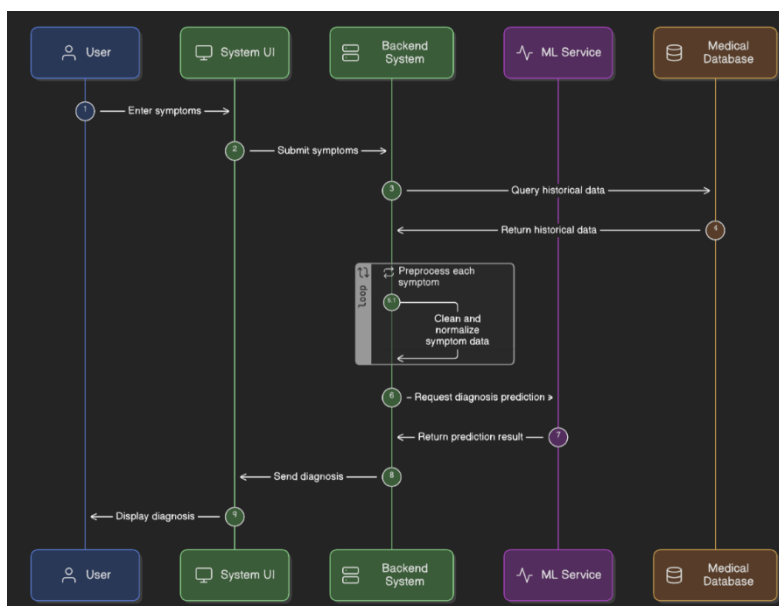 User
System UI
Backend
System
ML Service
Medical
Database
1
Enter symptoms
2
Submit symptoms
3
Query historical data
Return historical data
4
loop
Preprocess each
symptom
5.1
Clean and
normalize
symptom data
6
Request diagnosis prediction
Return prediction result
7
Send diagnosis
8
Display diagnosis
9
User
System UI
Backend
System
ML Service
Medical
Database